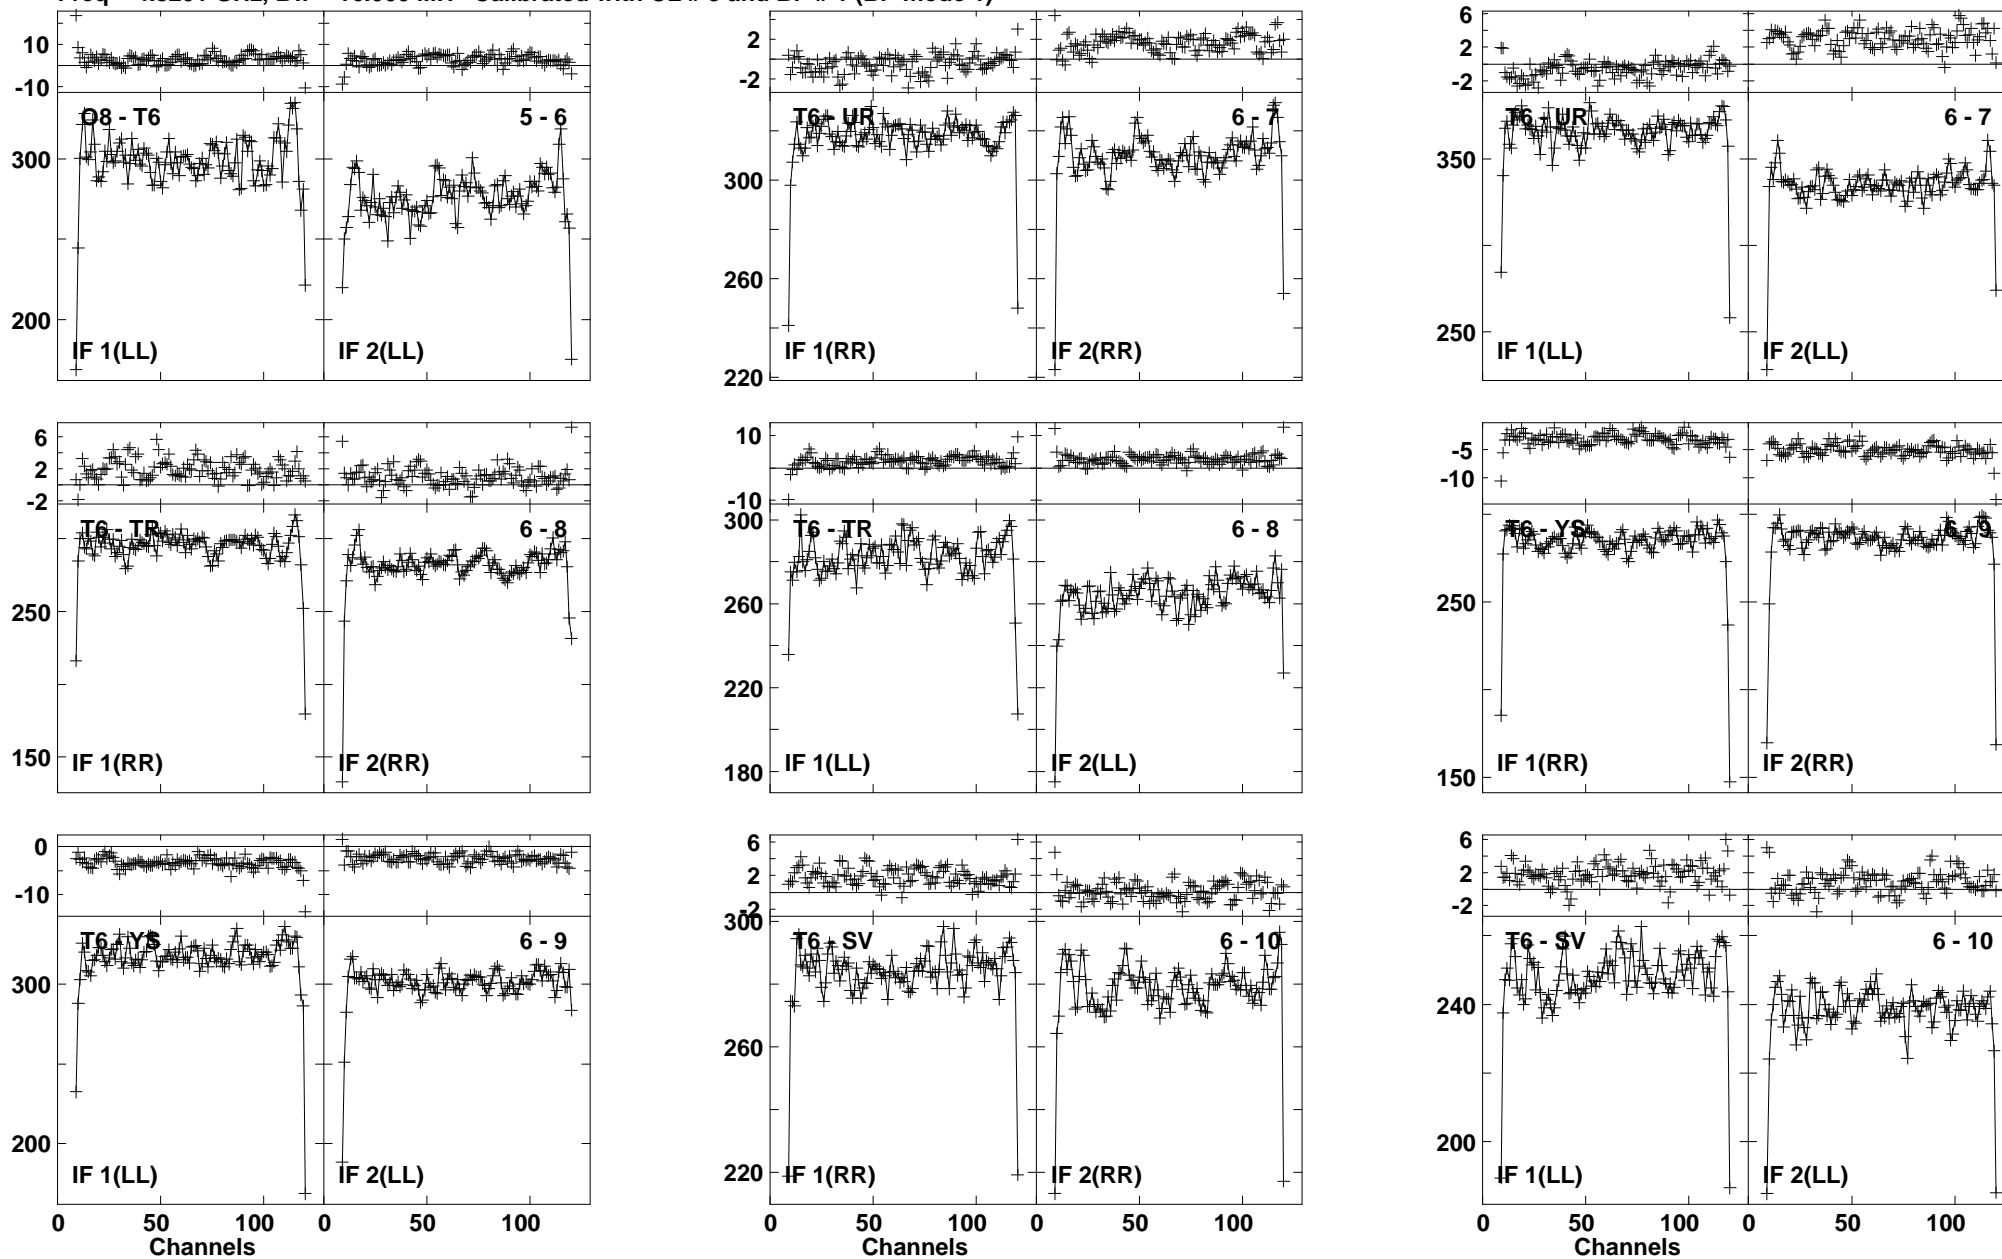 10
-10
O8 - T6
5 - 6
300
200
IF 1(LL)
IF 2(LL)
2
-2
T6 - UR
6 - 7
300
260
220
IF 1(RR)
IF 2(RR)
6
2
-2
T6 - UR
6 - 7
350
250
IF 1(LL)
IF 2(LL)
6
2
-2
T6 - TR
6 - 8
250
150
IF 1(RR)
IF 2(RR)
10
-10
300
T6 - TR
6 - 8
260
220
180
IF 1(LL)
IF 2(LL)
-5
-10
T6 - YS
6 - 9
250
150
IF 1(RR)
IF 2(RR)
0
-10
T6 - YS
6 - 9
300
200
IF 1(LL)
IF 2(LL)
0 50 100 0 50 100
Channels
6
2
-2
300
T6 - SV
6 - 10
260
220
IF 1(RR)
IF 2(RR)
0 50 100 0 50 100
Channels
6
2
-2
T6 - SV
6 - 10
240
200
IF 1(LL)
IF 2(LL)
0 50 100 0 50 100
Channels